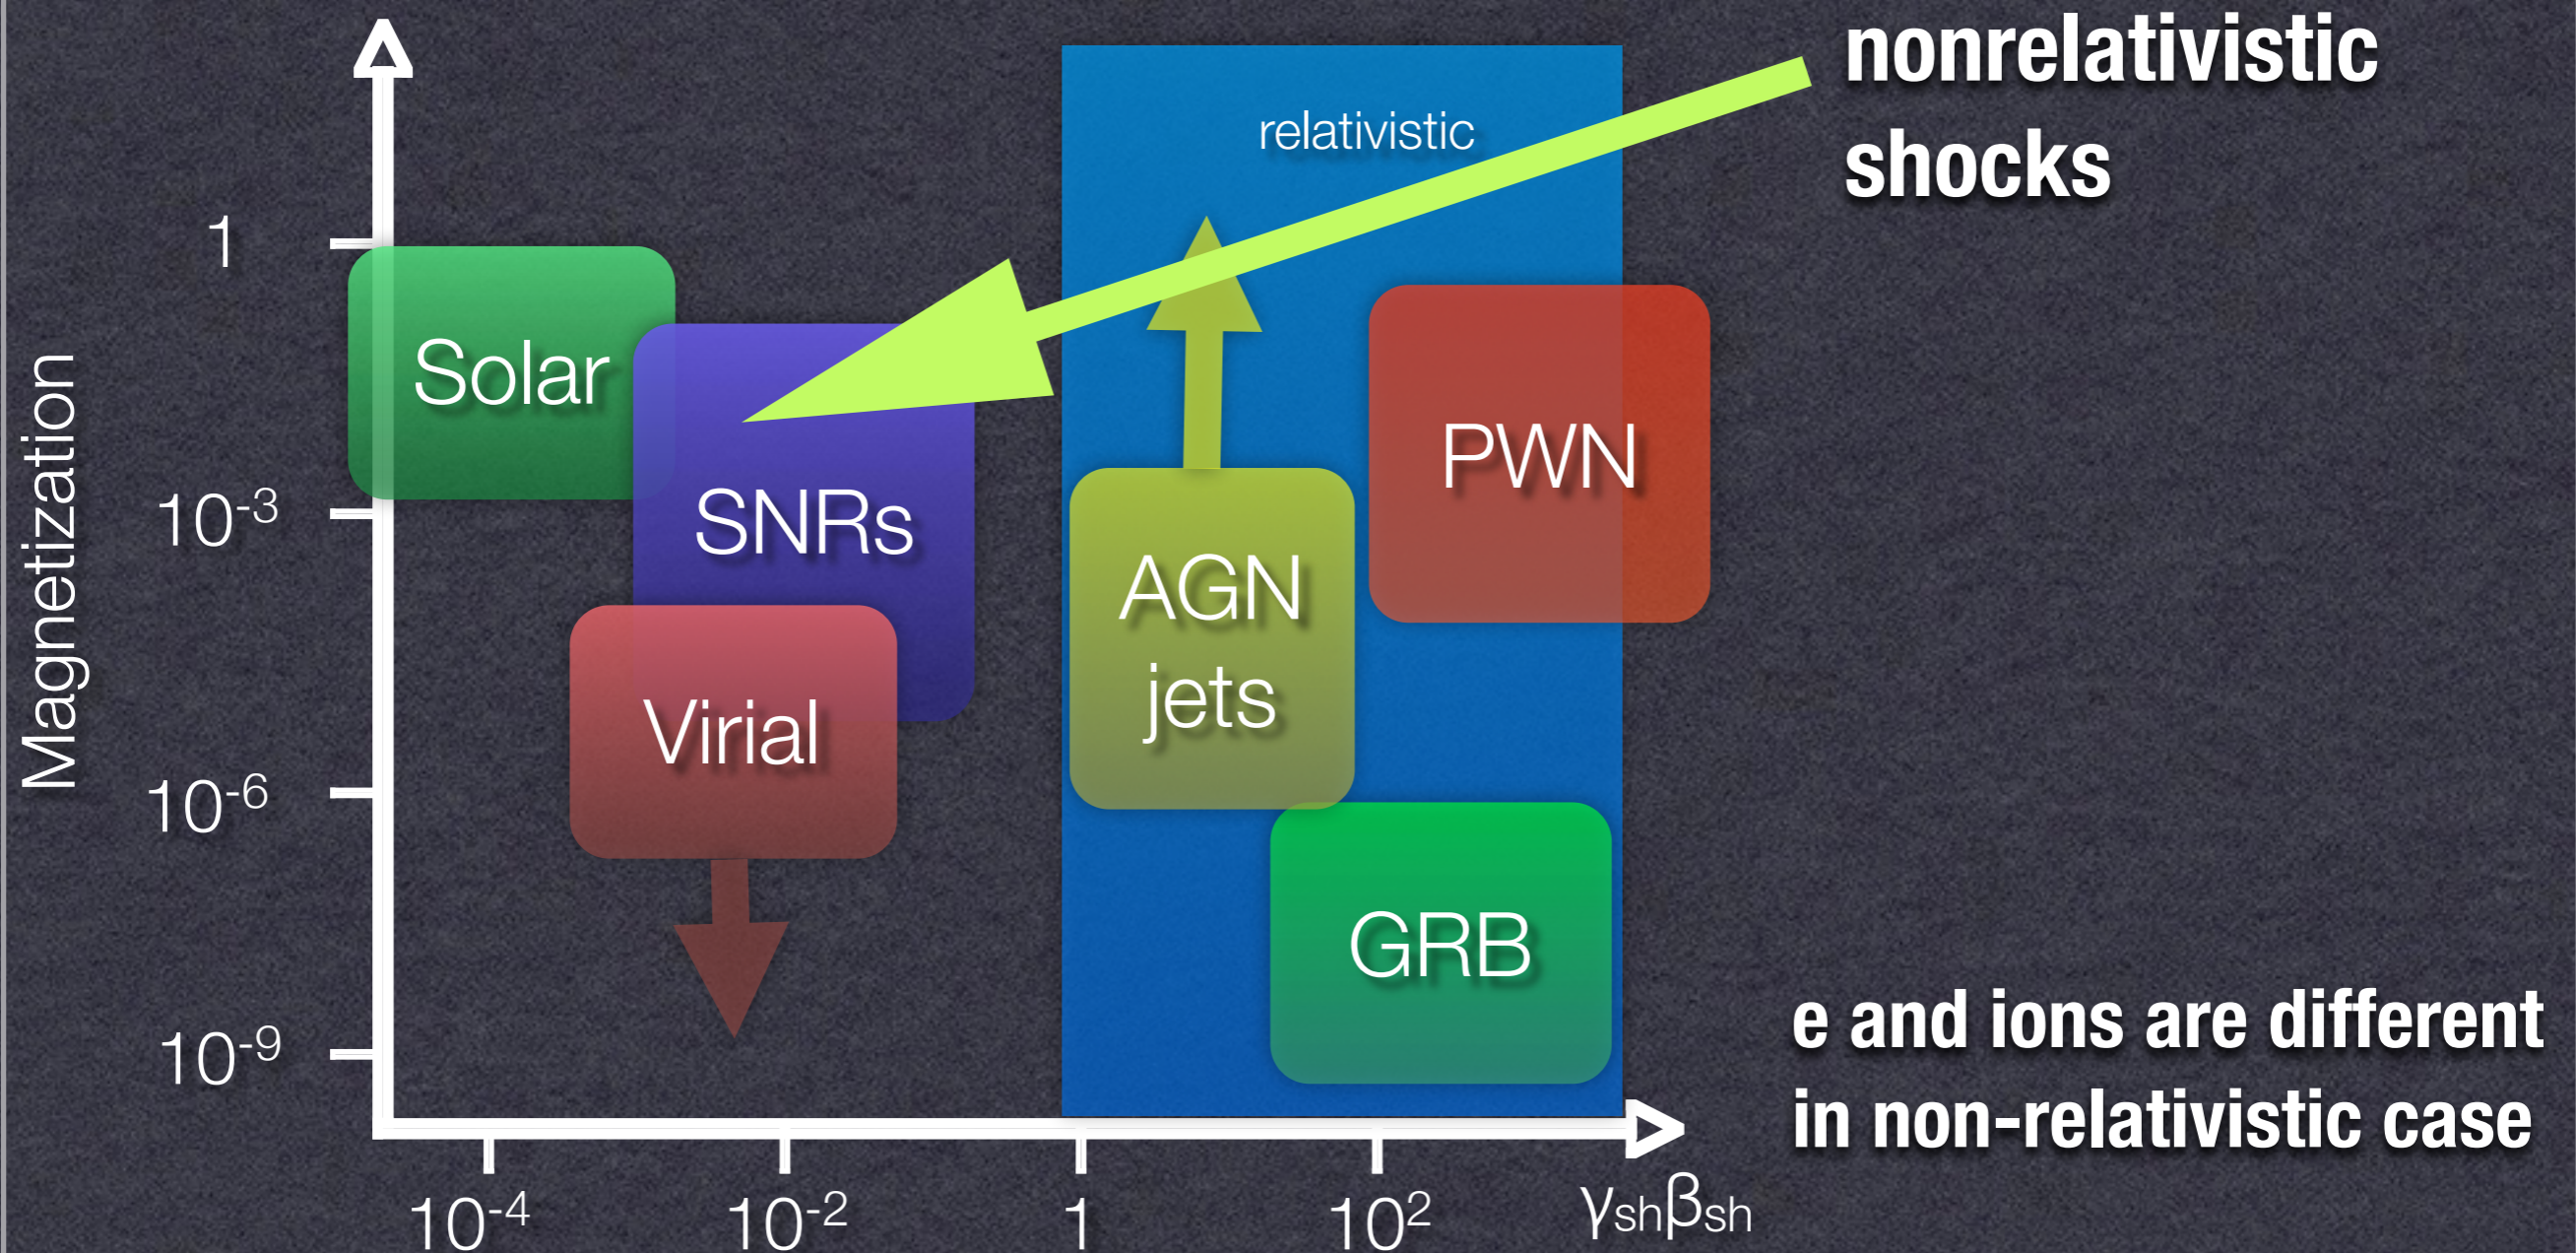 nonrelativistic
shocks
relativistic
Magnetization
1
10⁻³
10⁻⁶
10⁻⁹
Solar
SNRs
Virial
AGN
jets
PWN
GRB
e and ions are different
in non-relativistic case
10⁻⁴
10⁻²
1
10²
γshβsh